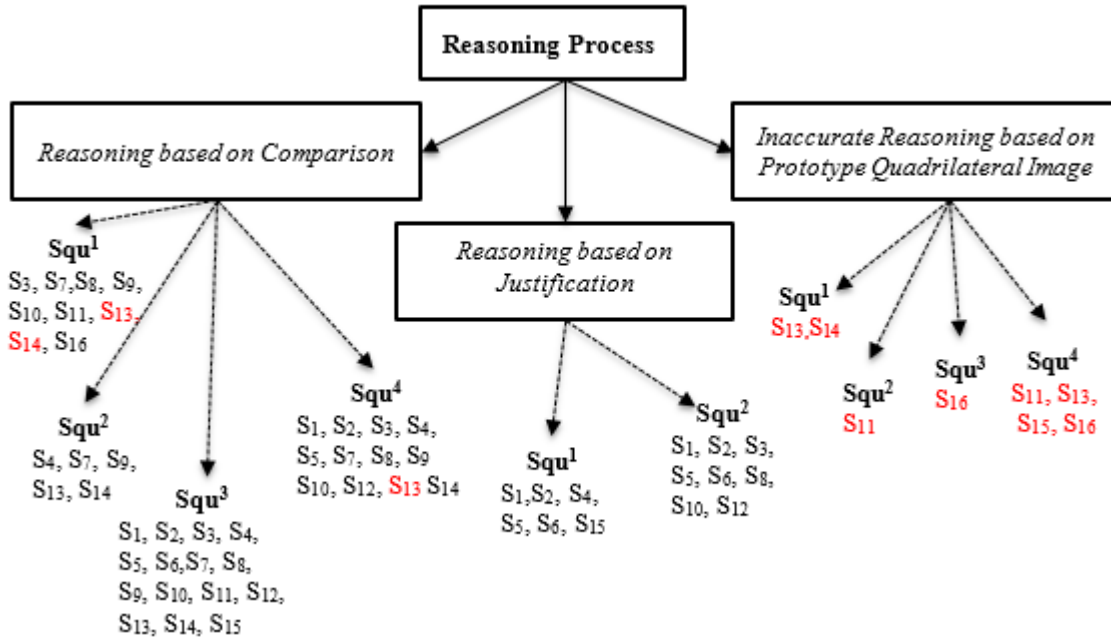 Reasoning Process
Reasoning based on Comparison
Inaccurate Reasoning based on
Prototype Quadrilateral Image
Reasoning based on
Justification
Squ¹
S₃, S₇,S₈, S₉,
S₁₀, S₁₁, S₁₃,
S₁₄, S₁₆
Squ²
S₄, S₇, S₉,
S₁₃, S₁₄
Squ³
S₁, S₂, S₃, S₄,
S₅, S₆,S₇, S₈,
S₉, S₁₀, S₁₁, S₁₂,
S₁₃, S₁₄, S₁₅
Squ⁴
S₁, S₂, S₃, S₄,
S₅, S₇, S₈, S₉
S₁₀, S₁₂, S₁₃ S₁₄
Squ¹
S₁,S₂, S₄,
S₅, S₆, S₁₅
Squ²
S₁, S₂, S₃,
S₅, S₆, S₈,
S₁₀, S₁₂
Squ¹
S₁₃,S₁₄
Squ²
S₁₁
Squ³
S₁₆
Squ⁴
S₁₁, S₁₃,
S₁₅, S₁₆